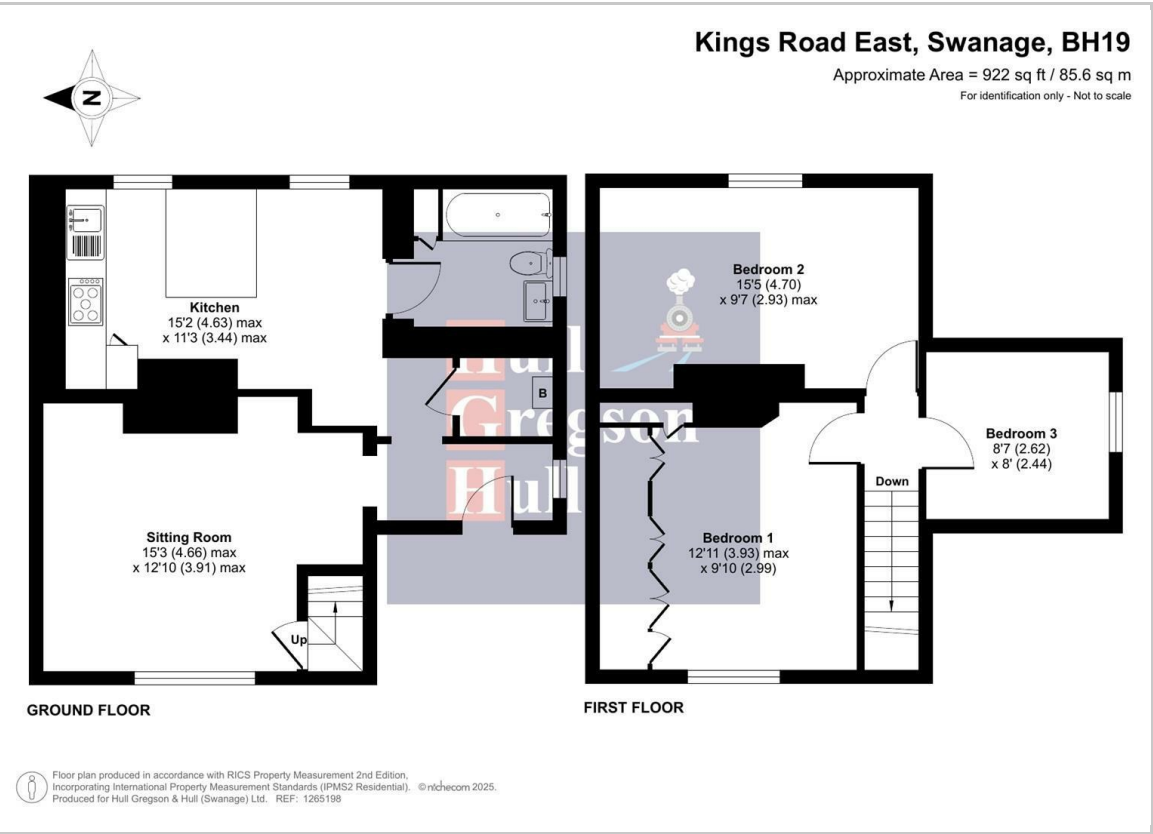 Kings Road East, Swanage, BH19
Approximate Area = 922 sq ft / 85.6 sq m
For identification only - Not to scale
N
Kitchen
15'2 (4.63) max
x 11'3 (3.44) max
B
Sitting Room
15'3 (4.66) max
x 12'10 (3.91) max
Up
Hull
Gregson
Hull
Bedroom 2
15'5 (4.70)
x 9'7 (2.93) max
Bedroom 3
8'7 (2.62)
x 8' (2.44)
Down
Bedroom 1
12'11 (3.93) max
x 9'10 (2.99)
GROUND FLOOR
FIRST FLOOR
Floor plan produced in accordance with RICS Property Measurement 2nd Edition,
Incorporating International Property Measurement Standards (IPMS2 Residential). © nichecom 2025.
Produced for Hull Gregson & Hull (Swanage) Ltd. REF: 1265198